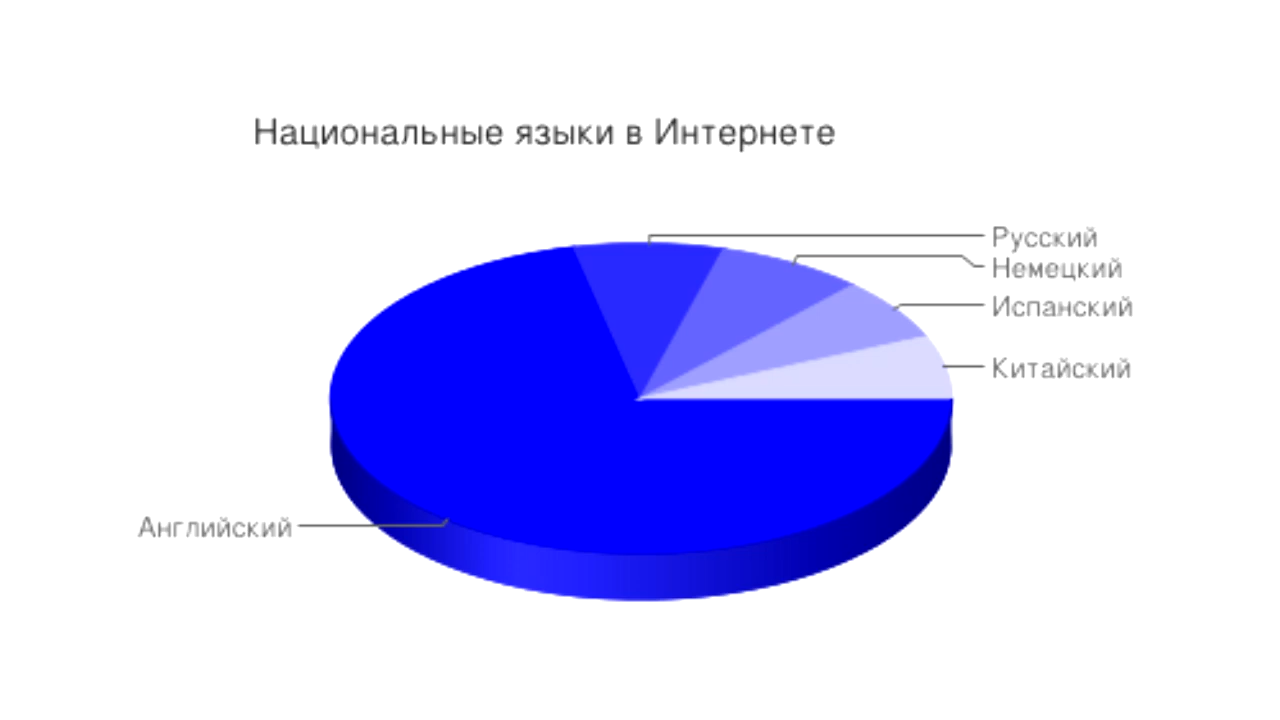 Национальные языки в Интернете
Русский
Немецкий
Испанский
Китайский
Английский